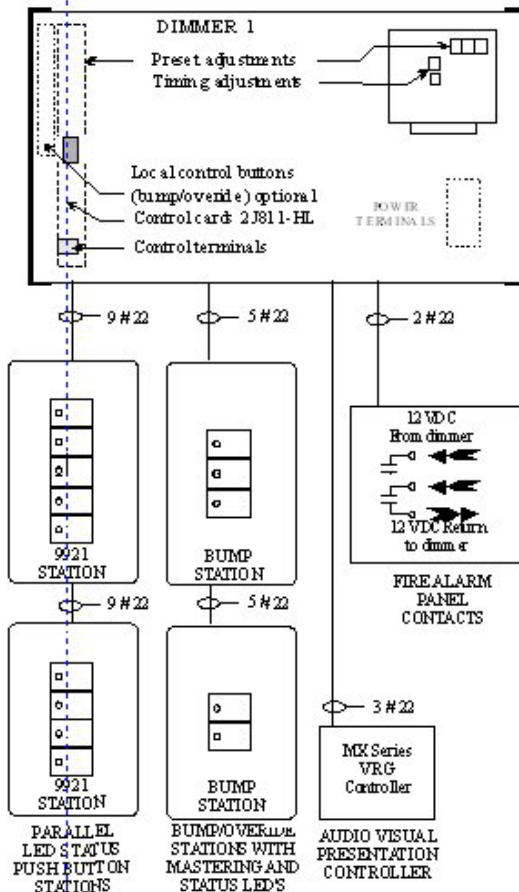 DIMMER 1
Preset adjustments
Timing adjustments
Local control buttons
(bump/overide) optional
Control card: 2J811-HL
Control terminals
POWER
TERMINALS
9 #22
5 #22
2 #22
9921
STATION
BUMP
STATION
12 VDC
From dimmer
12 VDC Return
to dimmer
FIRE ALARM
PANEL
CONTACTS
9 #22
5 #22
3 #22
9921
STATION
BUMP
STATION
MX Series
VRG
Controller
PARALLEL
LED STATUS
PUSH BUTTON
STATIONS
BUMP/OVERIDE
STATIONS WITH
MASTERING AND
STATUS LED'S
AUDIO VISUAL
PRESENTATION
CONTROLLER